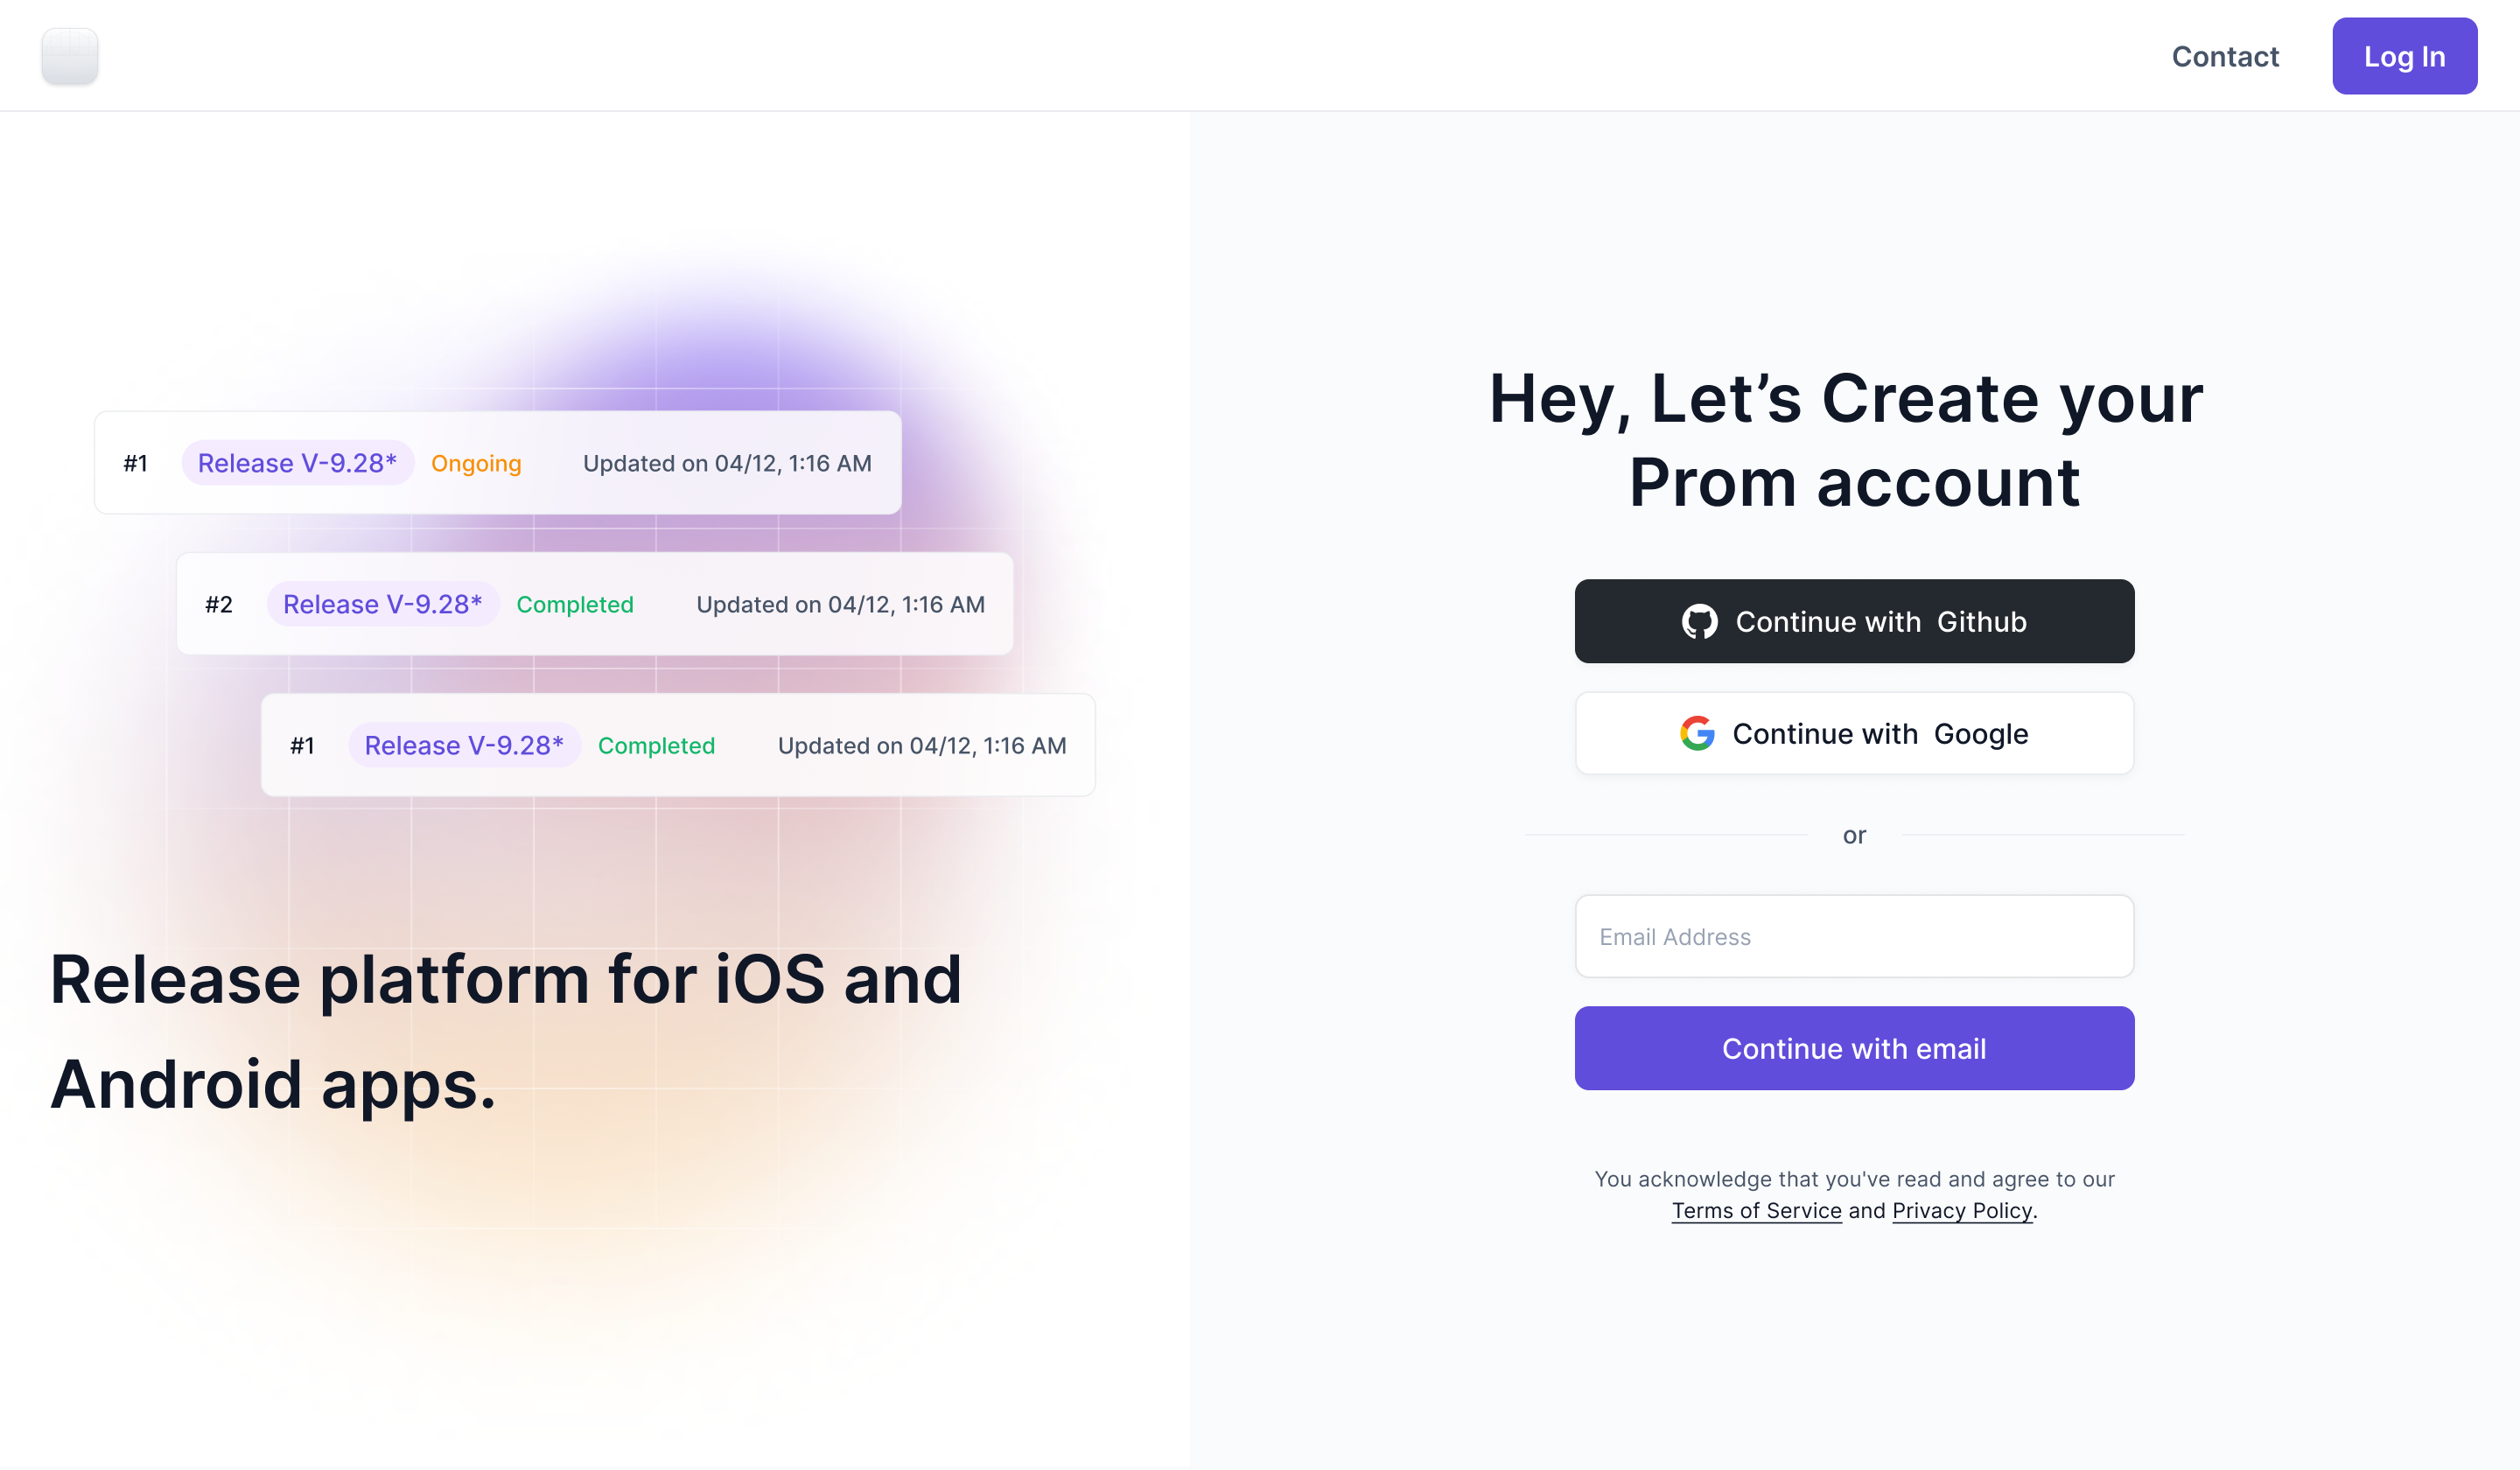 Contact
Log In
#1 Release V-9.28* Ongoing Updated on 04/12, 1:16 AM
#2 Release V-9.28* Completed Updated on 04/12, 1:16 AM
#1 Release V-9.28* Completed Updated on 04/12, 1:16 AM
Release platform for iOS and
Android apps.
Hey, Let’s Create your
Prom account
Continue with Github
Continue with Google
or
Email Address
Continue with email
You acknowledge that you've read and agree to our
Terms of Service and Privacy Policy.